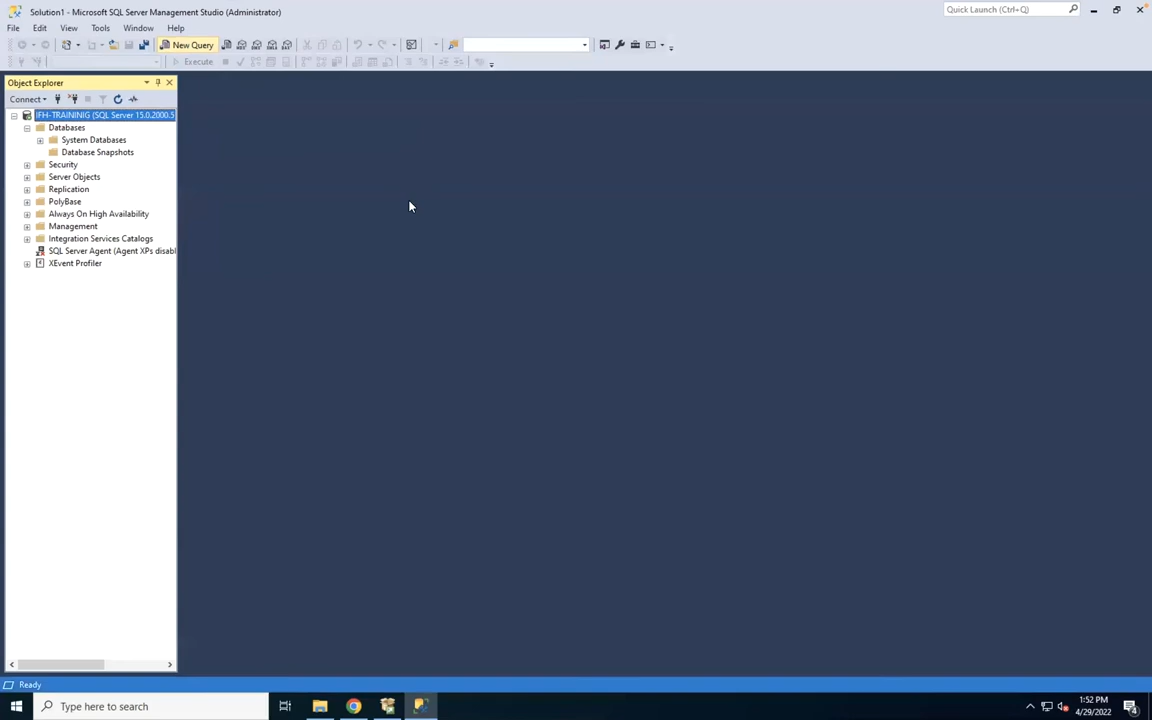 Solution1 - Microsoft SQL Server Management Studio (Administrator)
Quick Launch (Ctrl+Q)
File Edit View Tools Window Help
New Query
Execute
Object Explorer
Connect
IFH-TRAINING (SQL Server 15.0.2000.5
Databases
System Databases
Database Snapshots
Security
Server Objects
Replication
PolyBase
Always On High Availability
Management
Integration Services Catalogs
SQL Server Agent (Agent XPs disabl
XEvent Profiler
Ready
Type here to search
1:52 PM
4/29/2022
4